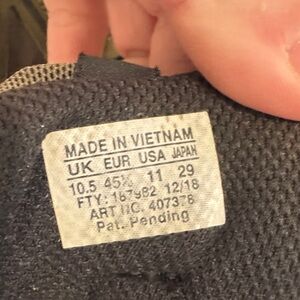 MADE IN VIETNAM
UK EUR USA JAPAN
10.5 45⅓ 11 29
FTY: 187982 12/18
ART NO. 407378
Pat. Pending